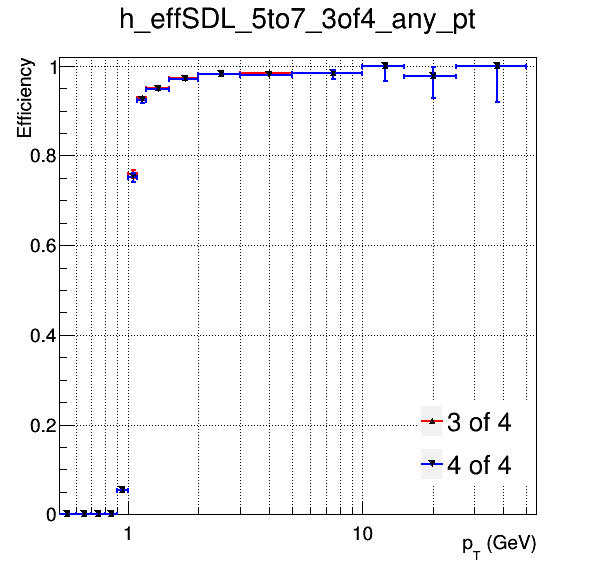 h_effSDL_5to7_3of4_any_pt
Efficiency
1
0.8
0.6
0.4
0.2
0
3 of 4
4 of 4
1
10
p_T (GeV)